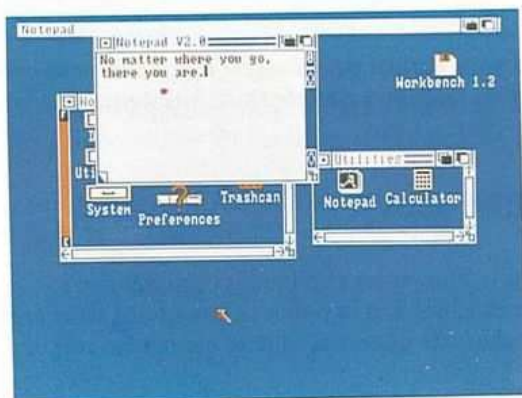 Notepad
Notepad V2.0
No matter where you go,
there you are.
Workbench 1.2
Uti
Utilities
System
Preferences
Trashcan
Notepad
Calculator